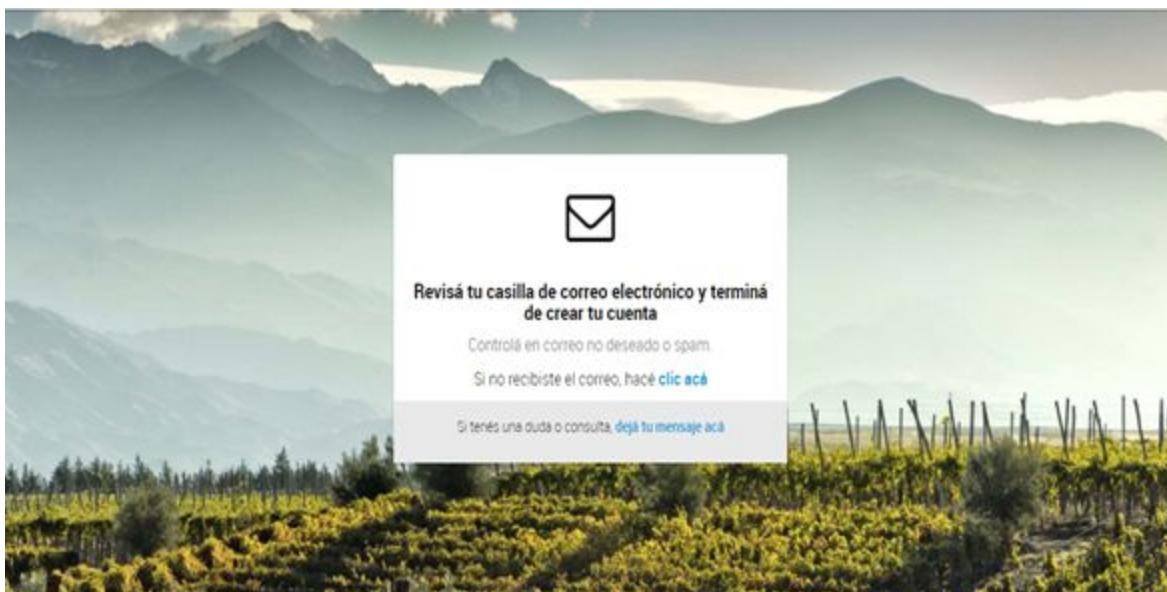 Revisá tu casilla de correo electrónico y terminá
de crear tu cuenta
Controlá en correo no deseado o spam.
Si no recibiste el correo, hacé clic acá
Si tenés una duda o consulta, dejá tu mensaje acá